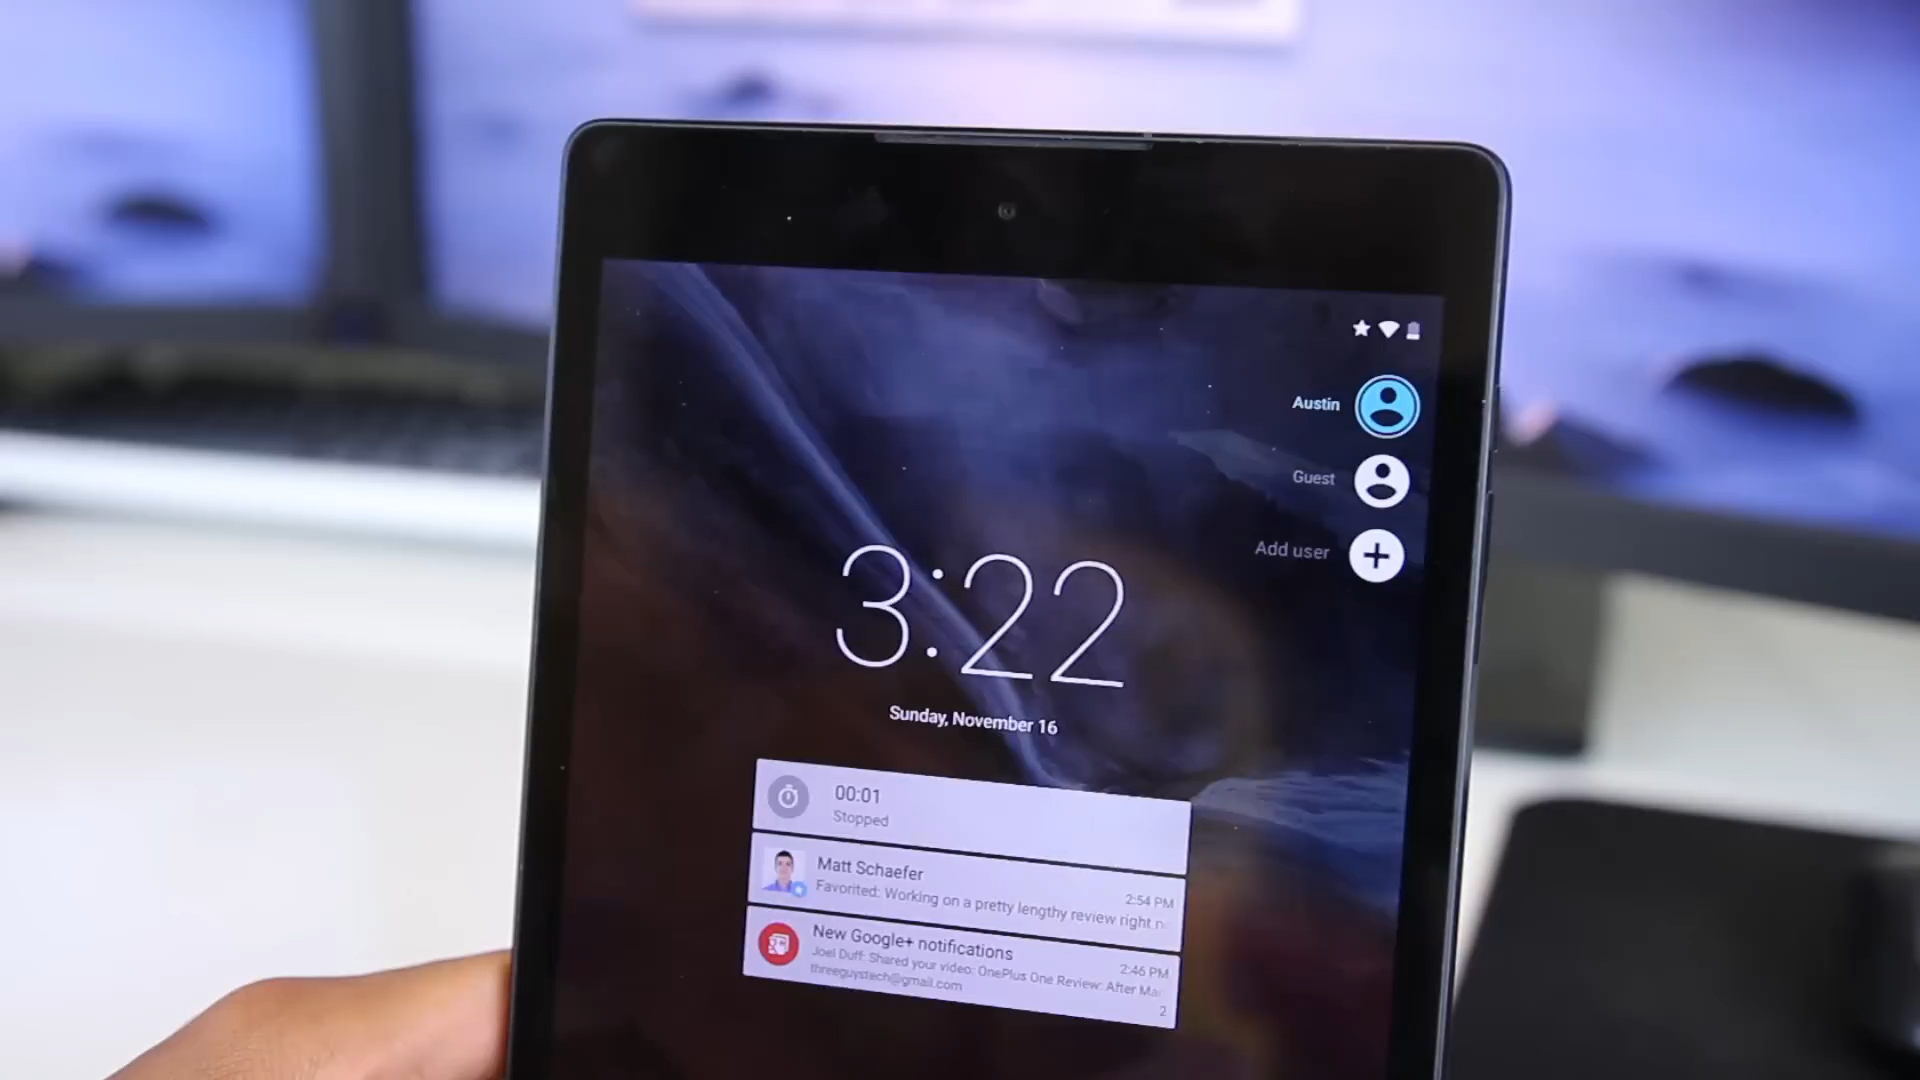 Austin
Guest
Add user
3:22
Sunday, November 16
00:01
Stopped
Matt Schaefer
2:54 PM
Favorited: Working on a pretty lengthy review right
New Google+ notifications
2:46 PM
Joel Duff: Shared your video: OnePlus One Review: After
threeguystech@gmail.com
2